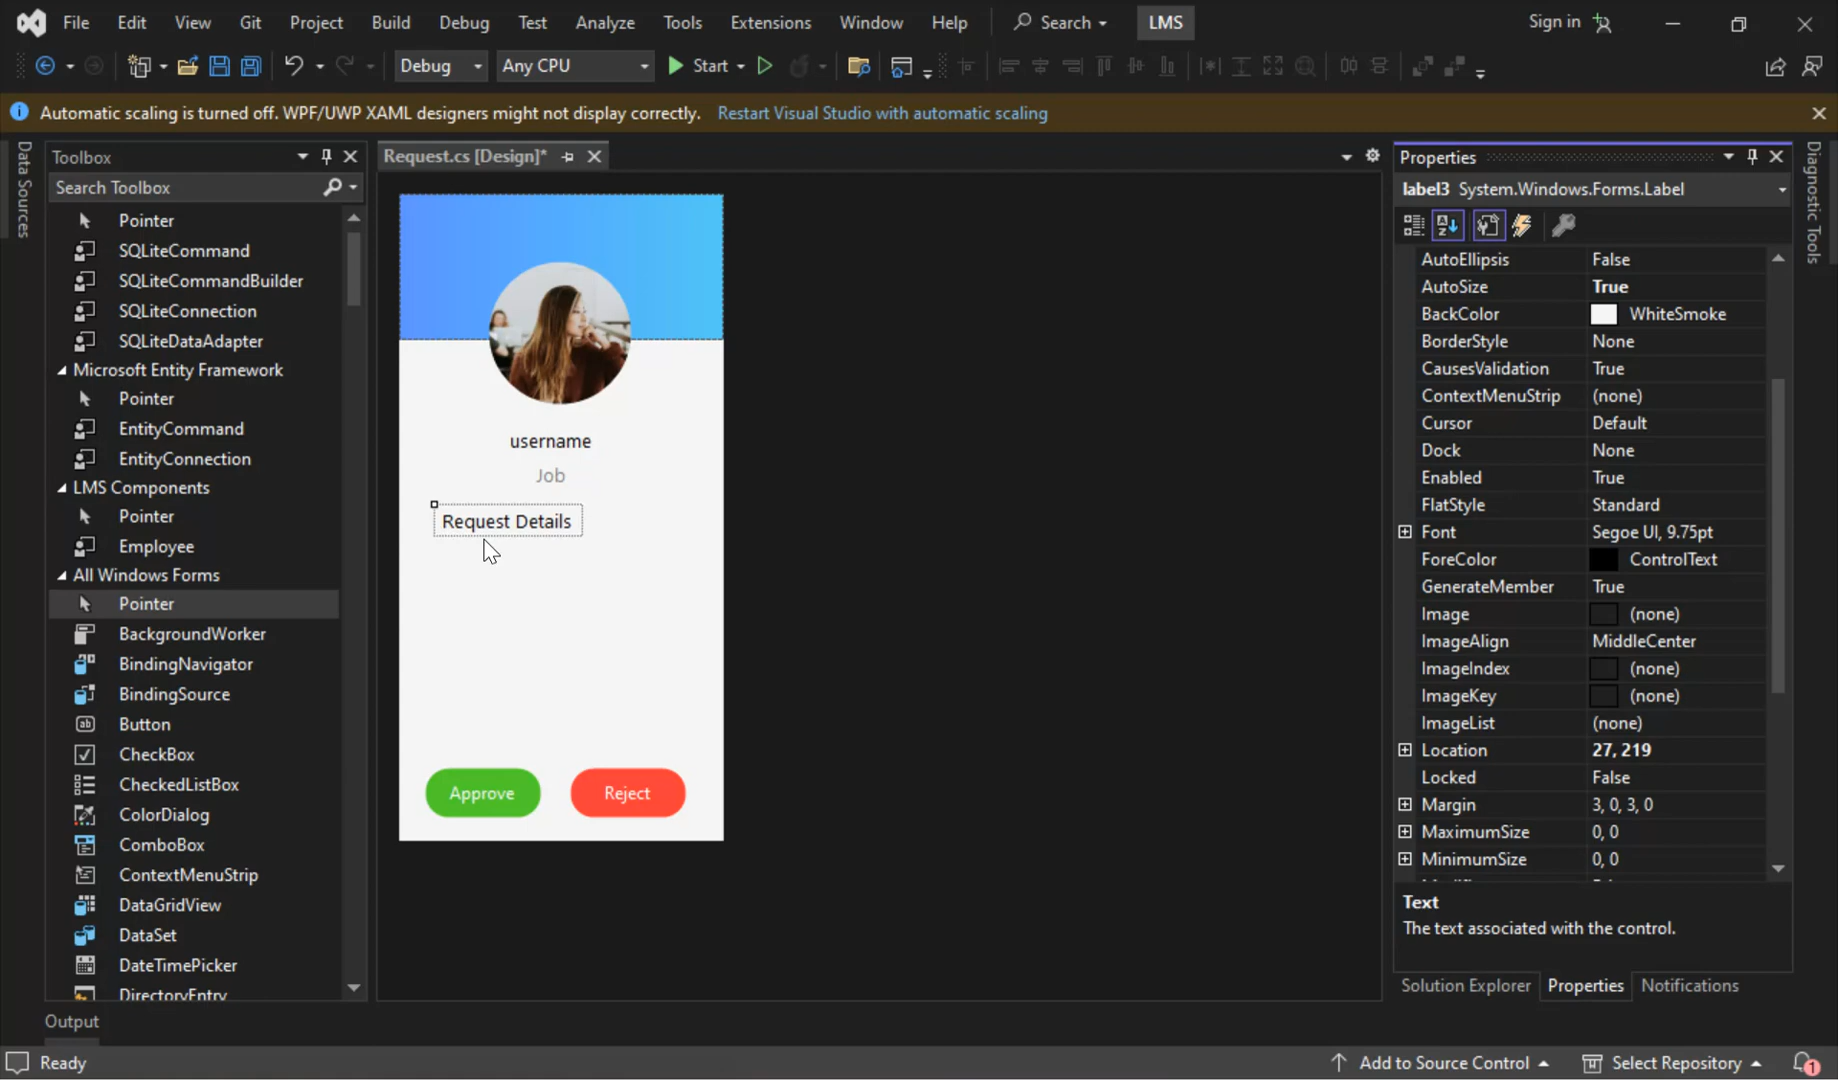 File Edit View Git Project Build Debug Test Analyze Tools Extensions Window Help Search LMS Sign in
Debug Any CPU Start
Automatic scaling is turned off. WPF/UWP XAML designers might not display correctly. Restart Visual Studio with automatic scaling
Data Sources
Toolbox
Search Toolbox
Pointer
SQLiteCommand
SQLiteCommandBuilder
SQLiteConnection
SQLiteDataAdapter
Microsoft Entity Framework
Pointer
EntityCommand
EntityConnection
LMS Components
Pointer
Employee
All Windows Forms
Pointer
BackgroundWorker
BindingNavigator
BindingSource
Button
CheckBox
CheckedListBox
ColorDialog
ComboBox
ContextMenuStrip
DataGridView
DataSet
DateTimePicker
DirectoryEntry
Request.cs [Design]*
username
Job
Request Details
Approve Reject
Properties
label3 System.Windows.Forms.Label
AutoEllipsis False
AutoSize True
BackColor WhiteSmoke
BorderStyle None
CausesValidation True
ContextMenuStrip (none)
Cursor Default
Dock None
Enabled True
FlatStyle Standard
Font Segoe UI, 9.75pt
ForeColor ControlText
GenerateMember True
Image (none)
ImageAlign MiddleCenter
ImageIndex (none)
ImageKey (none)
ImageList (none)
Location 27, 219
Locked False
Margin 3, 0, 3, 0
MaximumSize 0, 0
MinimumSize 0, 0
Text
The text associated with the control.
Solution Explorer Properties Notifications
Diagnostic Tools
Output
Ready Add to Source Control Select Repository 1